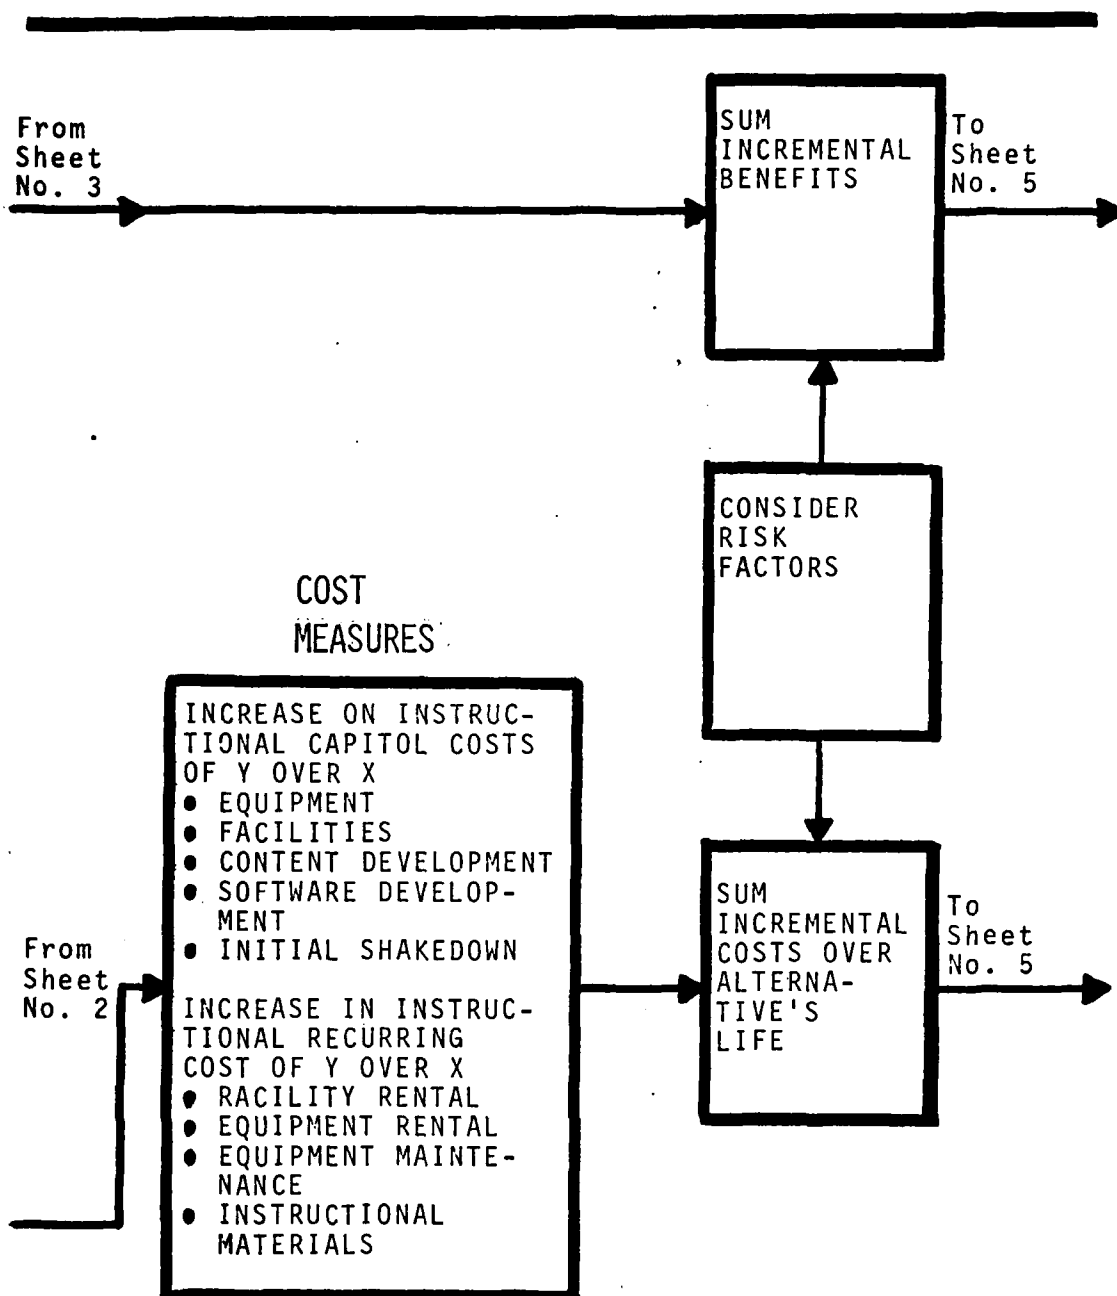 From
Sheet
No. 3
SUM
INCREMENTAL
BENEFITS
To
Sheet
No. 5
CONSIDER
RISK
FACTORS
COST
MEASURES
INCREASE ON INSTRUC-
TIONAL CAPITOL COSTS
OF Y OVER X
• EQUIPMENT
• FACILITIES
• CONTENT DEVELOPMENT
• SOFTWARE DEVELOP-
MENT
• INITIAL SHAKEDOWN
From
Sheet
No. 2
INCREASE IN INSTRUC-
TIONAL RECURRING
COST OF Y OVER X
• RACILITY RENTAL
• EQUIPMENT RENTAL
• EQUIPMENT MAINTE-
NANCE
• INSTRUCTIONAL
MATERIALS
SUM
INCREMENTAL
COSTS OVER
ALTERNA-
TIVE'S
LIFE
To
Sheet
No. 5